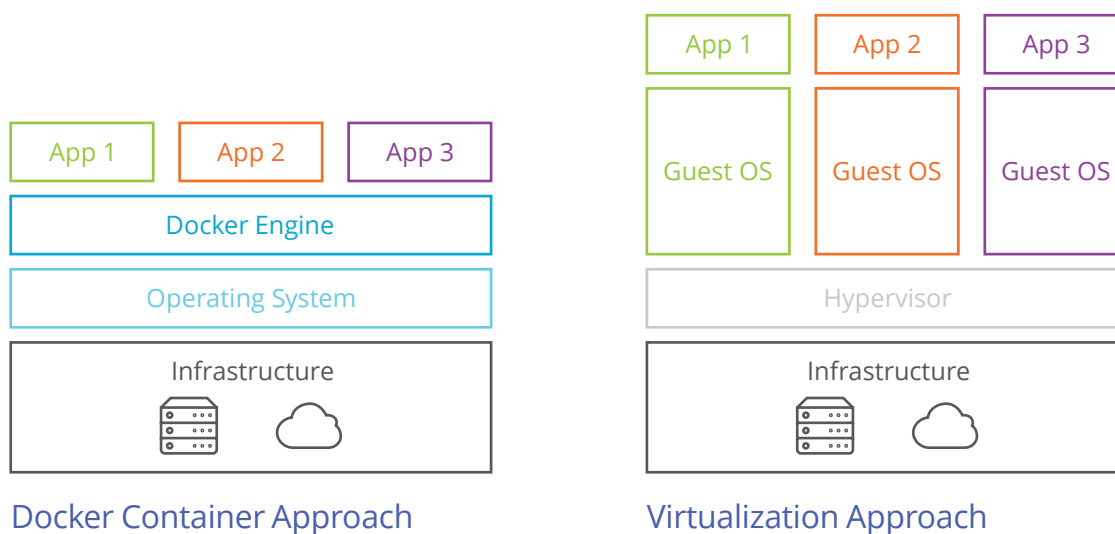 App 1
App 2
App 3
Docker Engine
Operating System
Infrastructure
Docker Container Approach
App 1
App 2
App 3
Guest OS
Guest OS
Guest OS
Hypervisor
Infrastructure
Virtualization Approach